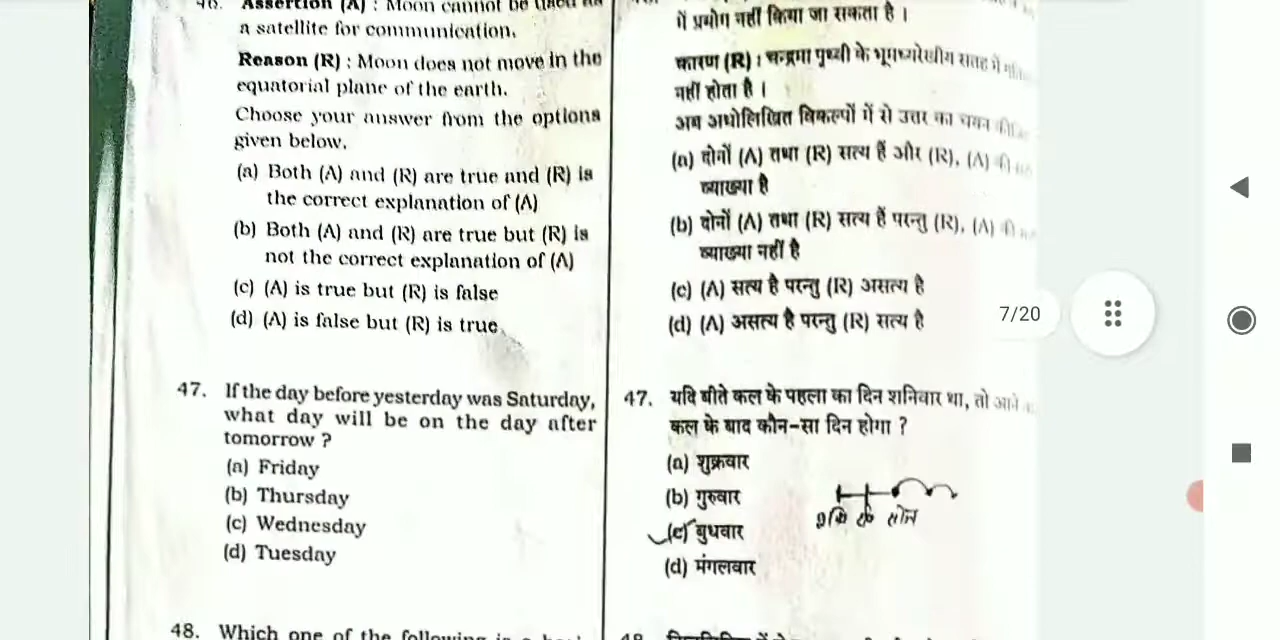 46. Assertion (A) : Moon cannot be used as
a satellite for communication.
Reason (R) : Moon does not move in the
equatorial plane of the earth.
Choose your answer from the options
given below.
(a) Both (A) and (R) are true and (R) is
the correct explanation of (A)
(b) Both (A) and (R) are true but (R) is
not the correct explanation of (A)
(c) (A) is true but (R) is false
(d) (A) is false but (R) is true
47. If the day before yesterday was Saturday,
what day will be on the day after
tomorrow ?
(a) Friday
(b) Thursday
(c) Wednesday
(d) Tuesday
48. Which one of the following is a
में प्रयोग नहीं किया जा सकता है ।
कारण (R) : चन्द्रमा पृथ्वी के भूमध्यरेखीय सतह में
नहीं होता है ।
अब अधोलिखित विकल्पों में से उत्तर का चयन
(a) दोनों (A) तथा (R) सत्य हैं और (R), (A) की
व्याख्या है
(b) दोनों (A) तथा (R) सत्य हैं परन्तु (R), (A) की
व्याख्या नहीं है
(c) (A) सत्य है परन्तु (R) असत्य है
(d) (A) असत्य है परन्तु (R) सत्य है
47. यदि बीते कल के पहला का दिन शनिवार था, तो आने
कल के बाद कौन-सा दिन होगा ?
(a) शुक्रवार
(b) गुरुवार
(c) बुधवार
(d) मंगलवार
48.
7/20